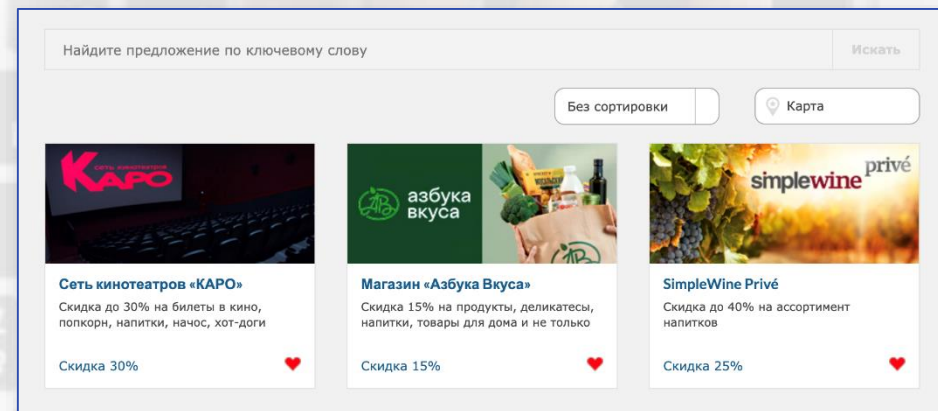 Найдите предложение по ключевому слову
Искать
Без сортировки
Карта
СЕТЬ КИНОТЕАТРОВ
КАРО
азбука
вкуса
simplewine privé
Сеть кинотеатров «КАРО»
Скидка до 30% на билеты в кино,
попкорн, напитки, начос, хот-доги
Скидка 30%
Магазин «Азбука Вкуса»
Скидка 15% на продукты, деликатесы,
напитки, товары для дома и не только
Скидка 15%
SimpleWine Privé
Скидка до 40% на ассортимент
напитков
Скидка 25%